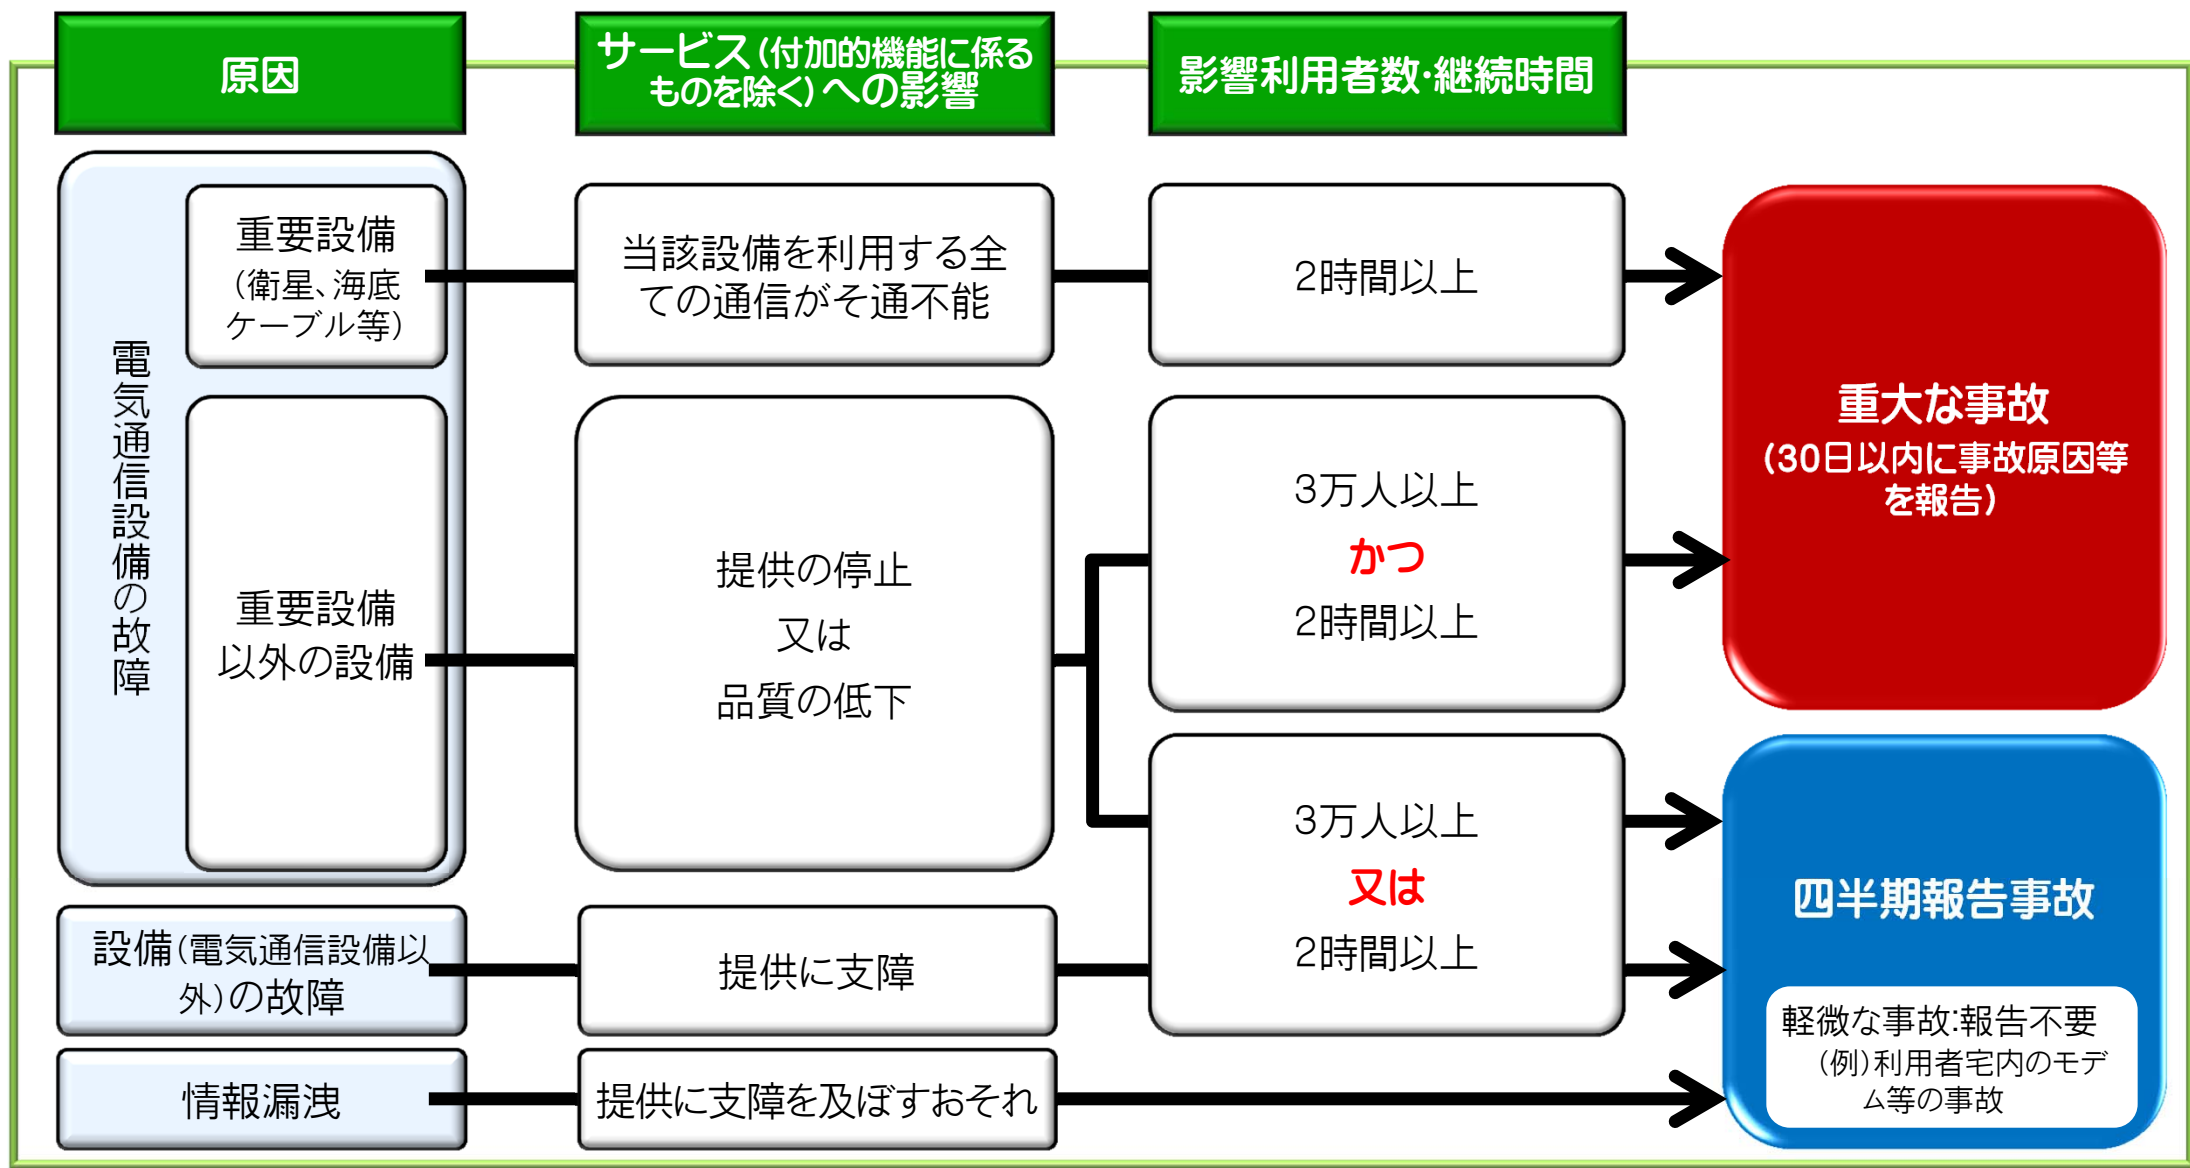 原因
サービス(付加的機能に係る
ものを除く)への影響
影響利用者数・継続時間
電気通信設備の故障
重要設備
(衛星、海底
ケーブル等)
当該設備を利用する全
ての通信がそ通不能
2時間以上
重要設備
以外の設備
提供の停止
又は
品質の低下
3万人以上
かつ
2時間以上
重大な事故
(30日以内に事故原因等
を報告)
3万人以上
又は
2時間以上
設備(電気通信設備以
外)の故障
提供に支障
情報漏洩
提供に支障を及ぼすおそれ
四半期報告事故
軽微な事故:報告不要
(例)利用者宅内のモデ
ム等の事故